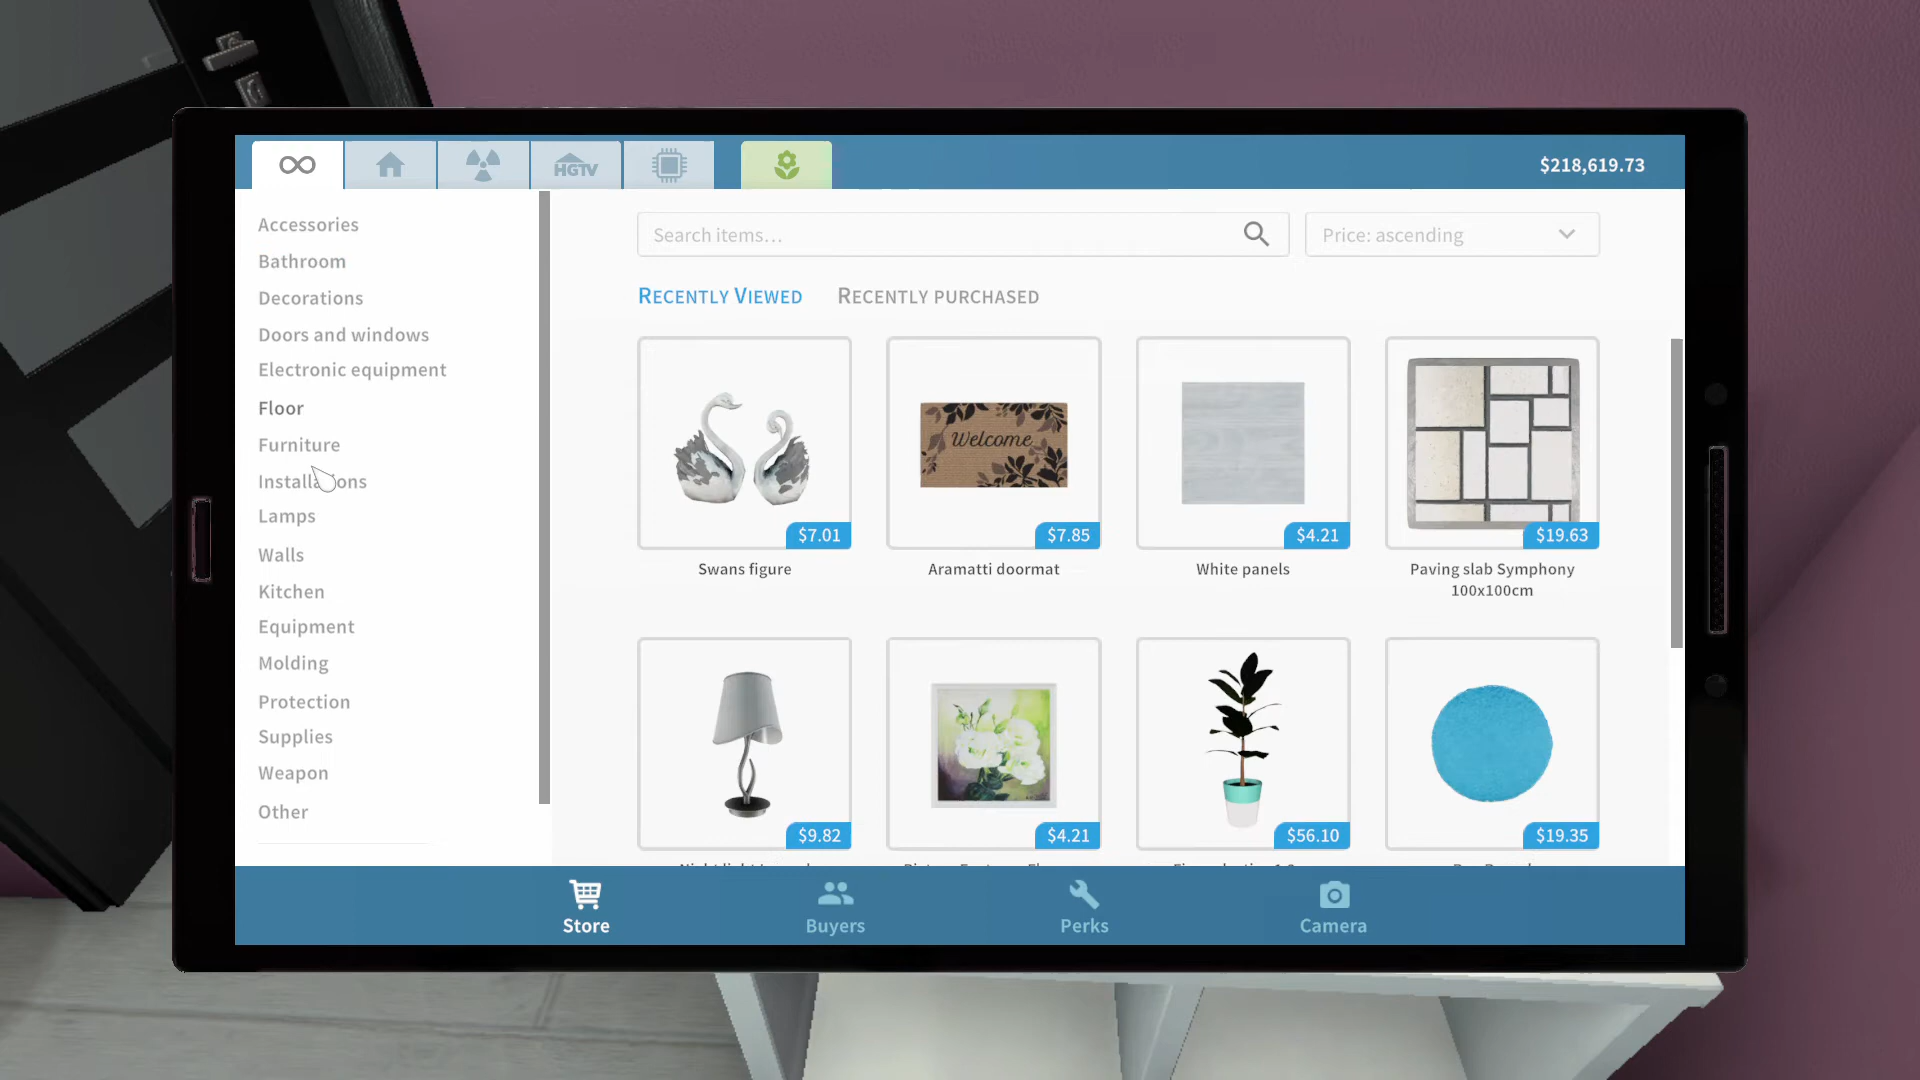 HGTV
$218,619.73
Accessories
Bathroom
Decorations
Doors and windows
Electronic equipment
Floor
Furniture
Installations
Lamps
Walls
Kitchen
Equipment
Molding
Protection
Supplies
Weapon
Other
Search items...
Price: ascending
RECENTLY VIEWED
RECENTLY PURCHASED
Welcome
$7.01
$7.85
$4.21
$19.63
Swans figure
Aramatti doormat
White panels
Paving slab Symphony
100x100cm
$9.82
$4.21
$56.10
$19.35
Store
Buyers
Perks
Camera